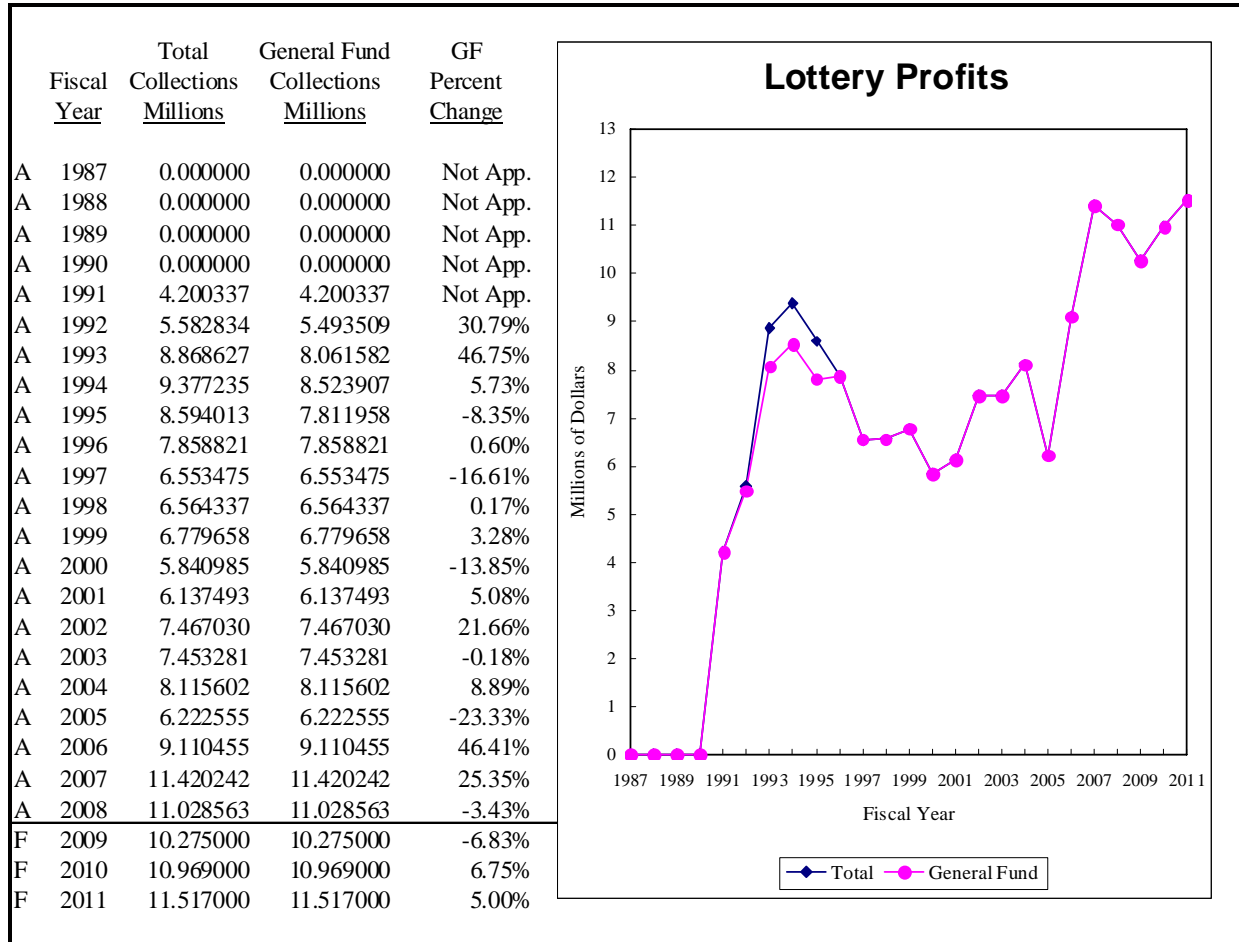 Total General Fund GF
Fiscal Collections Collections Percent
Year Millions Millions Change
A 1987 0.000000 0.000000 Not App.
A 1988 0.000000 0.000000 Not App.
A 1989 0.000000 0.000000 Not App.
A 1990 0.000000 0.000000 Not App.
A 1991 4.200337 4.200337 Not App.
A 1992 5.582834 5.493509 30.79%
A 1993 8.868627 8.061582 46.75%
A 1994 9.377235 8.523907 5.73%
A 1995 8.594013 7.811958 -8.35%
A 1996 7.858821 7.858821 0.60%
A 1997 6.553475 6.553475 -16.61%
A 1998 6.564337 6.564337 0.17%
A 1999 6.779658 6.779658 3.28%
A 2000 5.840985 5.840985 -13.85%
A 2001 6.137493 6.137493 5.08%
A 2002 7.467030 7.467030 21.66%
A 2003 7.453281 7.453281 -0.18%
A 2004 8.115602 8.115602 8.89%
A 2005 6.222555 6.222555 -23.33%
A 2006 9.110455 9.110455 46.41%
A 2007 11.420242 11.420242 25.35%
A 2008 11.028563 11.028563 -3.43%
F 2009 10.275000 10.275000 -6.83%
F 2010 10.969000 10.969000 6.75%
F 2011 11.517000 11.517000 5.00%
Lottery Profits
13
12
11
10
9
8
7
6
5
4
3
2
1
0
Millions of Dollars
1987 1989 1991 1993 1995 1997 1999 2001 2003 2005 2007 2009 2011
Fiscal Year
Total General Fund